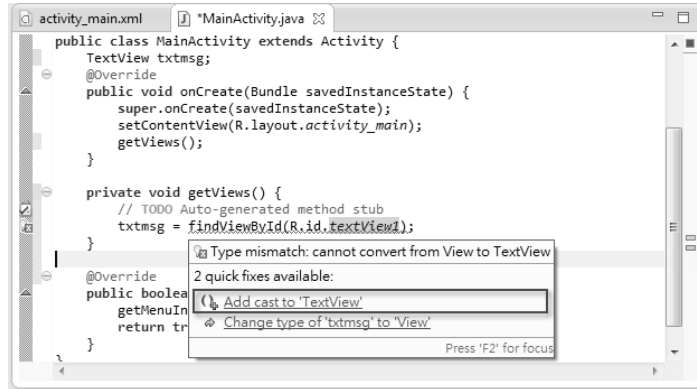 activity_main.xml
*MainActivity.java
public class MainActivity extends Activity {
TextView txtmsg;
@Override
public void onCreate(Bundle savedInstanceState) {
super.onCreate(savedInstanceState);
setContentView(R.layout.activity_main);
getViews();
}
private void getViews() {
// TODO Auto-generated method stub
txtmsg = findViewById(R.id.textView1);
}
Type mismatch: cannot convert from View to TextView
2 quick fixes available:
Add cast to 'TextView'
Change type of 'txtmsg' to 'View'
Press 'F2' for focus
@Override
public boolea
getMenuIn
return tr
}
}